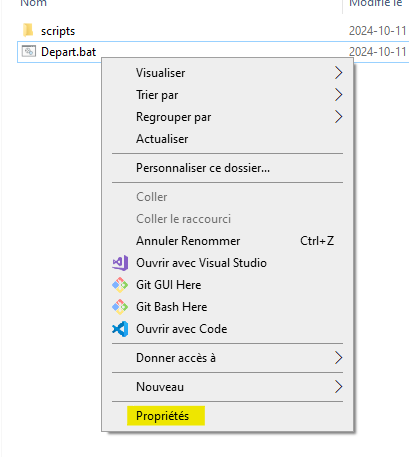 Nom Modifié le
scripts 2024-10-11
Depart.bat 2024-10-11
Visualiser
Trier par
Regrouper par
Actualiser
Personnaliser ce dossier...
Coller
Coller le raccourci
Annuler Renommer Ctrl+Z
Ouvrir avec Visual Studio
Git GUI Here
Git Bash Here
Ouvrir avec Code
Donner accès à
Nouveau
Propriétés